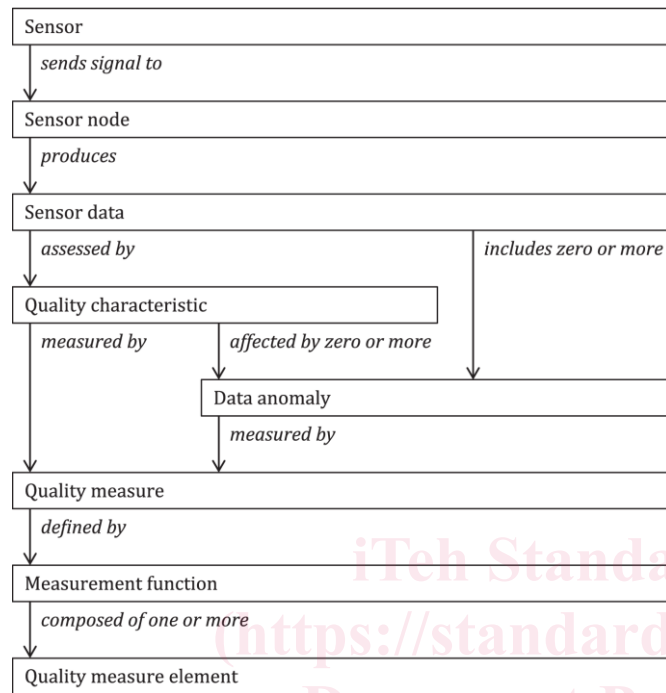 Sensor
sends signal to
Sensor node
produces
Sensor data
assessed by
includes zero or more
Quality characteristic
measured by
affected by zero or more
Data anomaly
measured by
Quality measure
defined by
iTeh Standa
Measurement function
composed of one or more
(https://standard
Quality measure element